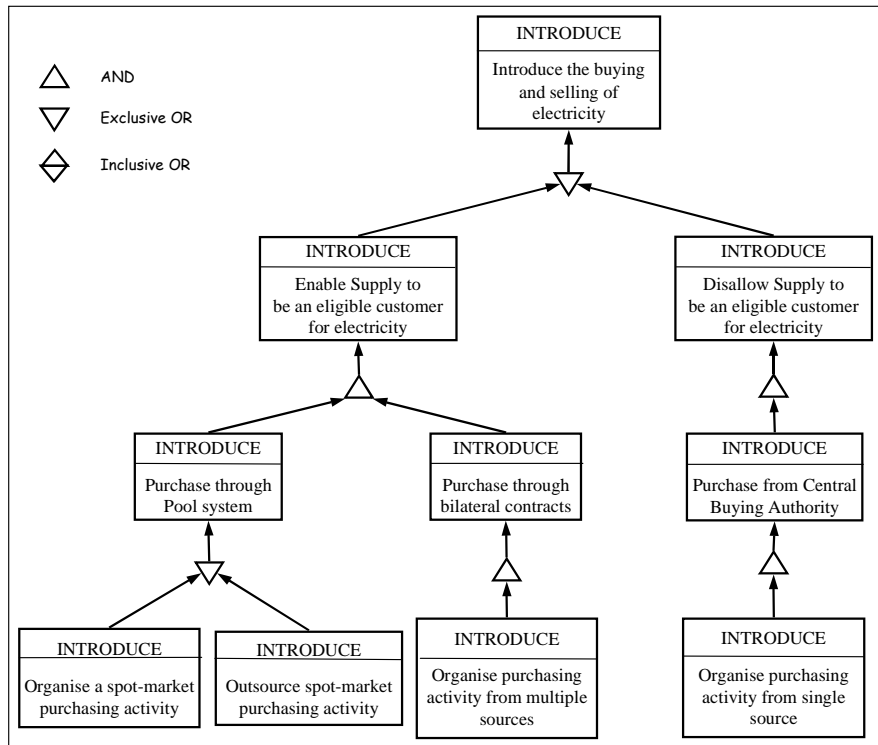 INTRODUCE
Introduce the buying
and selling of
electricity
AND
Exclusive OR
Inclusive OR
INTRODUCE
Enable Supply to
be an eligible customer
for electricity
INTRODUCE
Disallow Supply to
be an eligible customer
for electricity
INTRODUCE
Purchase through
Pool system
INTRODUCE
Purchase through
bilateral contracts
INTRODUCE
Purchase from Central
Buying Authority
INTRODUCE
Organise a spot-market
purchasing activity
INTRODUCE
Outsource spot-market
purchasing activity
INTRODUCE
Organise purchasing
activity from multiple
sources
INTRODUCE
Organise purchasing
activity from single
source